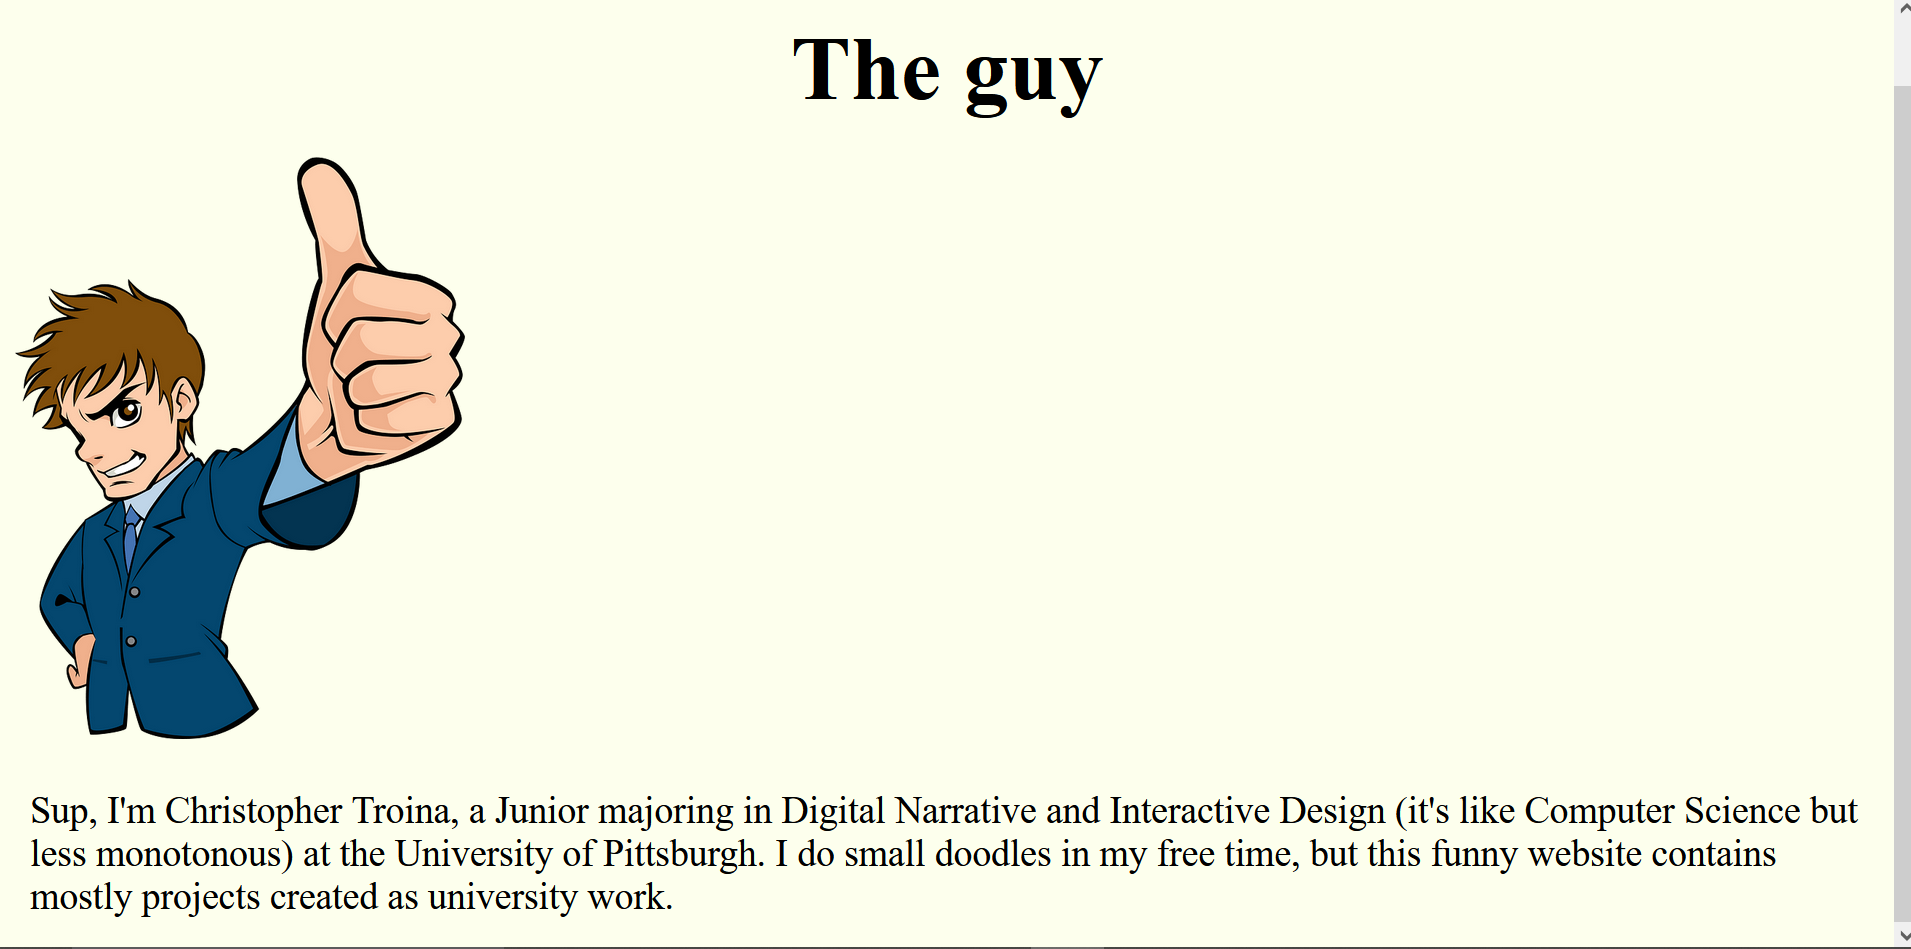 The guy
Sup, I'm Christopher Troina, a Junior majoring in Digital Narrative and Interactive Design (it's like Computer Science but
less monotonous) at the University of Pittsburgh. I do small doodles in my free time, but this funny website contains
mostly projects created as university work.